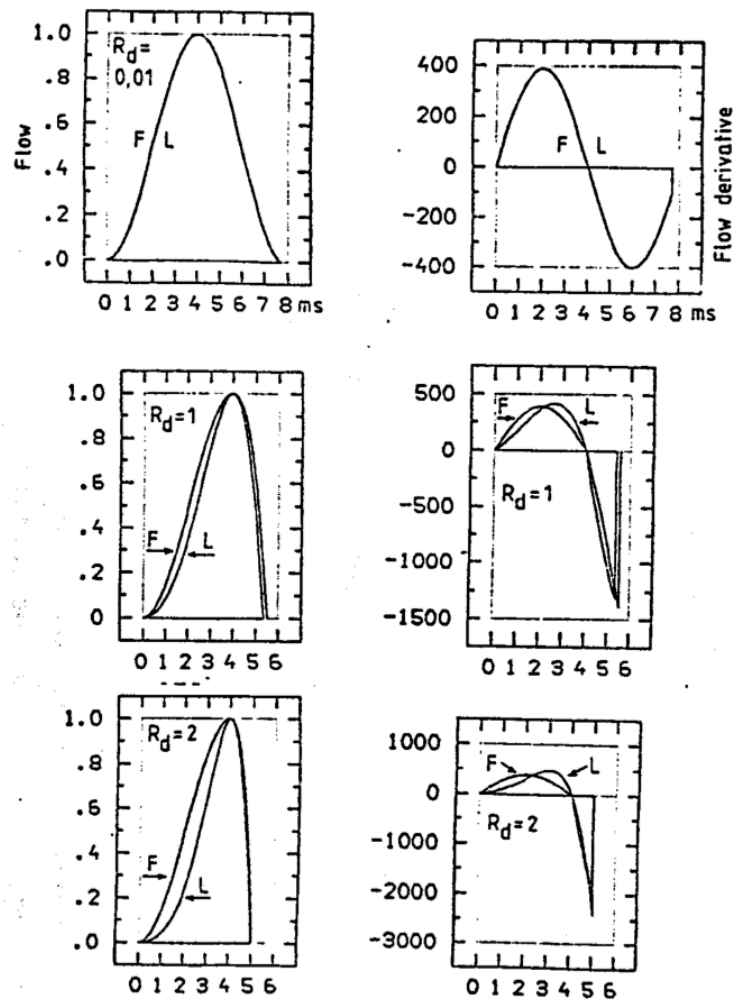 1.0
.8
.6
.4
.2
.0
Flow
R_d=
0,01
F L
0 1 2 3 4 5 6 7 8 ms
400
200
0
-200
-400
F L
Flow derivative
0 1 2 3 4 5 6 7 8 ms
1.0
.8
.6
.4
.2
0
R_d=1
F L
0 1 2 3 4 5 6
500
0
-500
-1000
-1500
F L
R_d=1
0 1 2 3 4 5 6
1.0
.8
.6
.4
.2
.0
R_d=2
F L
0 1 2 3 4 5 6
1000
0
-1000
-2000
-3000
F L
R_d=2
0 1 2 3 4 5 6